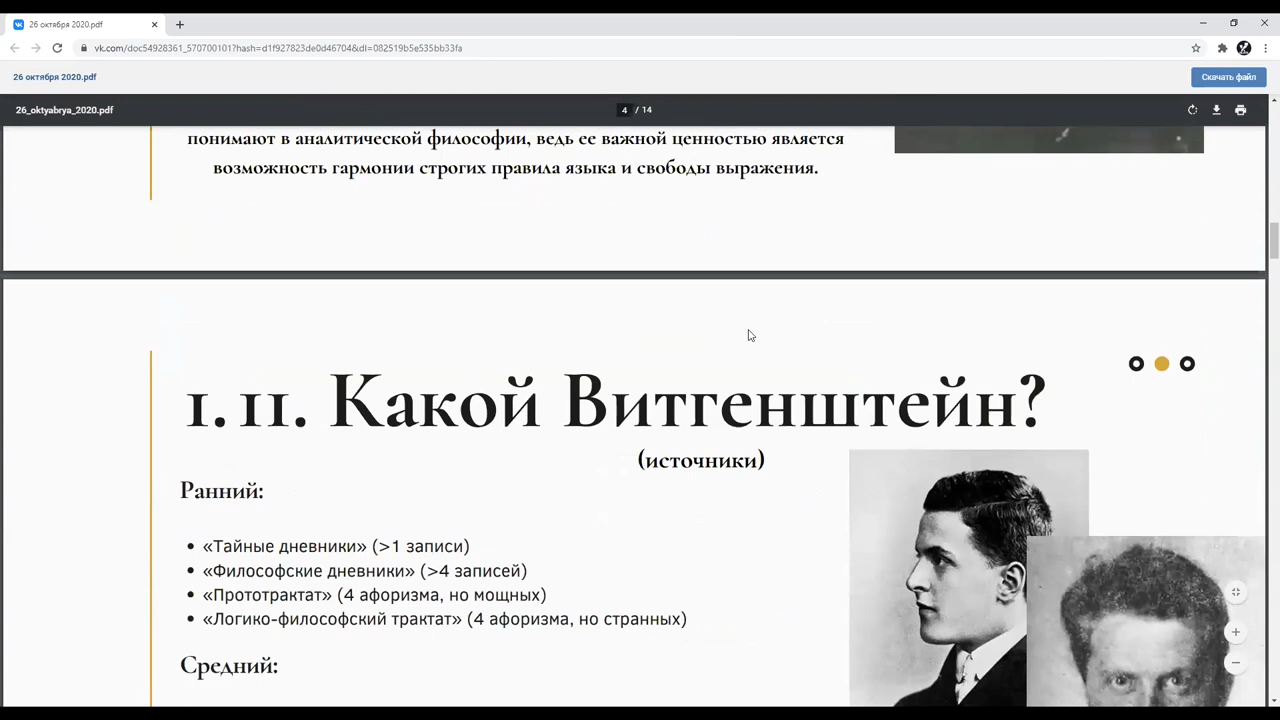 26 октября 2020.pdf
vk.com/doc54928361_570700101?hash=d1f927823de0d46704&dl=082519b5e535bb33fa
26 октября 2020.pdf
Скачать файл
26_oktyabrya_2020.pdf
4 / 14
понимают в аналитической философии, ведь ее важной ценностью является
возможность гармонии строгих правила языка и свободы выражения.
1.11. Какой Витгенштейн?
(источники)
Ранний:
• «Тайные дневники» (>1 записи)
• «Философские дневники» (>4 записей)
• «Прототрактат» (4 афоризма, но мощных)
• «Логико-философский трактат» (4 афоризма, но странных)
Средний: